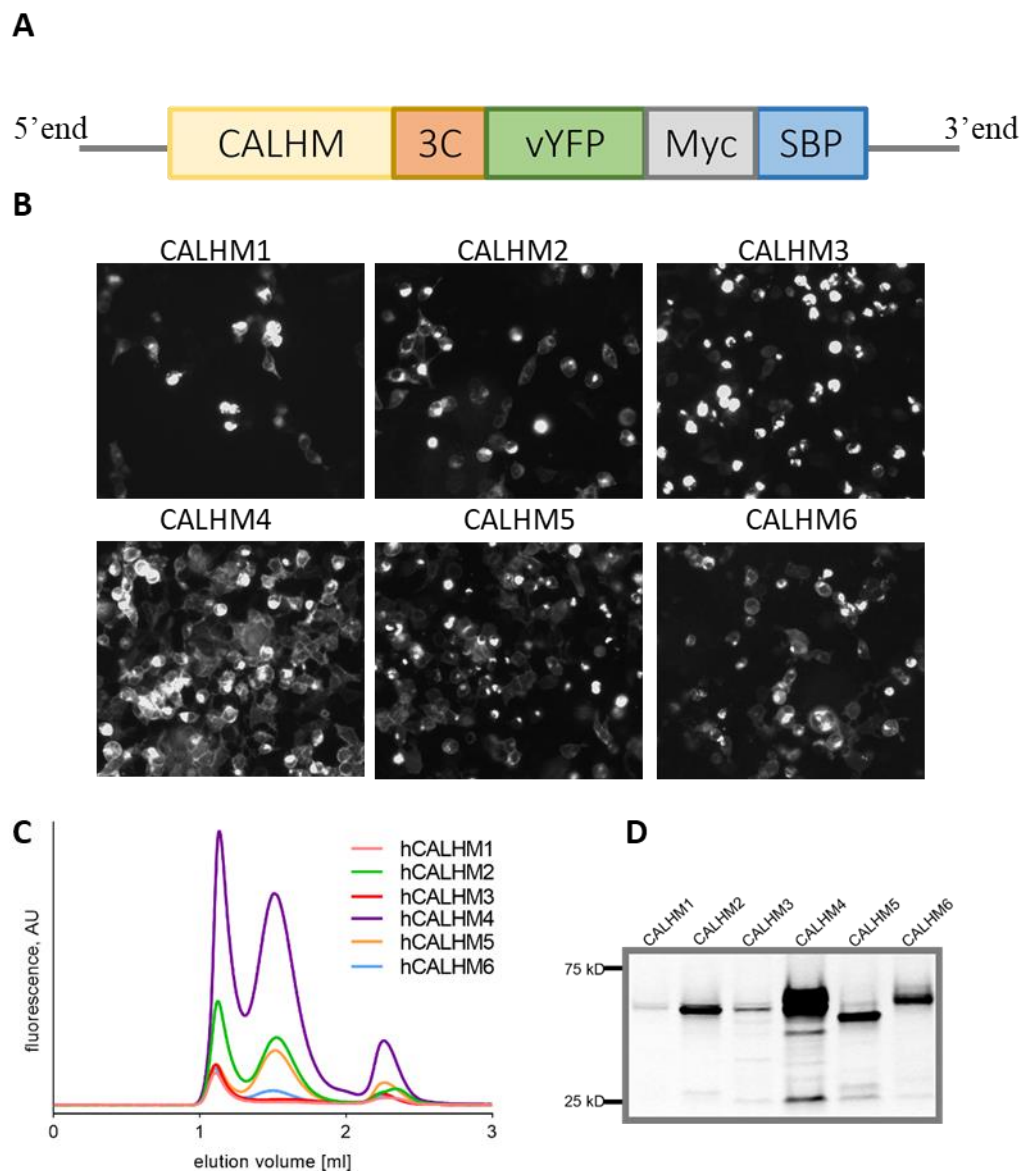 A
5'end CALHM 3C vYFP Myc SBP 3'end
B
CALHM1 CALHM2 CALHM3
CALHM4 CALHM5 CALHM6
C
fluorescence, AU
hCALHM1
hCALHM2
hCALHM3
hCALHM4
hCALHM5
hCALHM6
0 1 2 3
elution volume [ml]
D
CALHM1 CALHM2 CALHM3 CALHM4 CALHM5 CALHM6
75 kD
25 kD